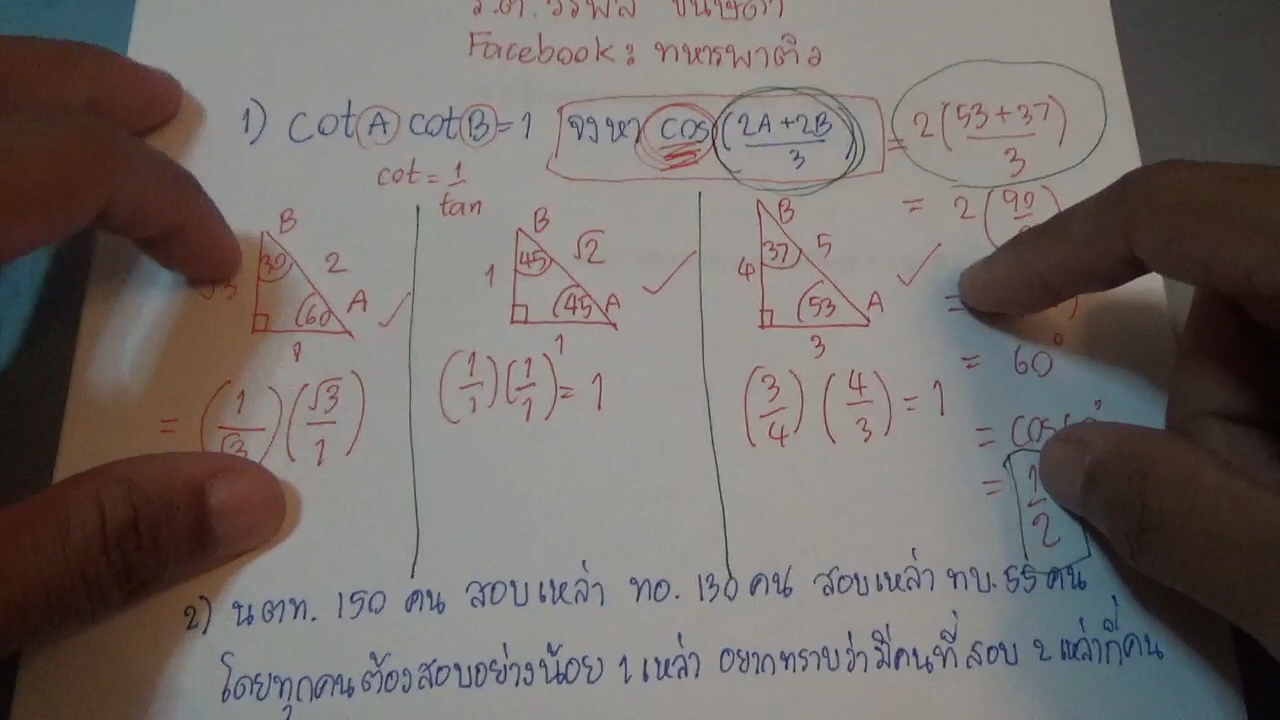 Facebook: ทหารพาติว
1) cot(A) cot(B) = 1 จงหา cos (2A+2B/3) = 2(53+37/3)
cot = 1/tan
= 2(90
B 30 2 60 A 1
B 45 √2 1 45 A 1
B 37 5 4 53 A 3
= 60°
= (1/√3)(√3/1)
(1/1)(1/1) = 1
(3/4)(4/3) = 1
= cos
= 1/2
2) นตท. 150 คน สอบเหล่า ทอ. 130 คน สอบเหล่า ทบ. 55 คน
โดยทุกคนต้องสอบอย่างน้อย 1 เหล่า อยากทราบว่ามีคนที่สอบ 2 เหล่ากี่คน